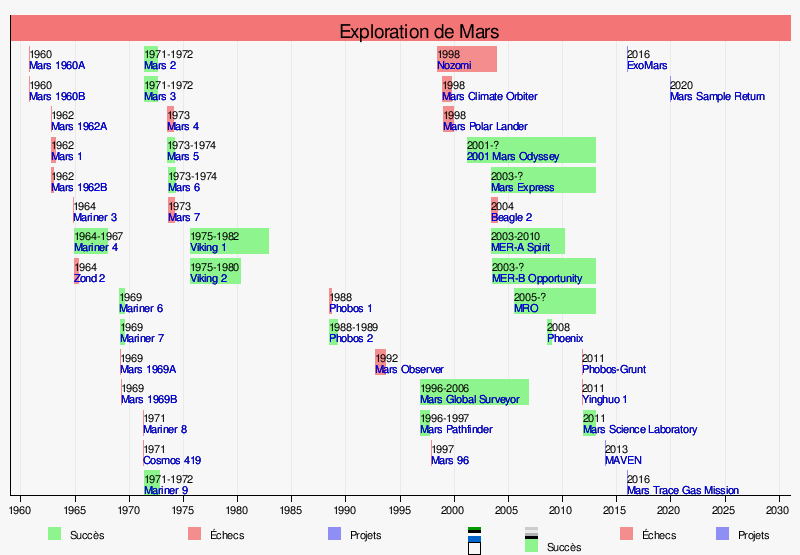 Exploration de Mars
1960
Mars 1960A
1960
Mars 1960B
1962
Mars 1962A
1962
Mars 1
1962
Mars 1962B
1964
Mariner 3
1964-1967
Mariner 4
1964
Zond 2
1969
Mariner 6
1969
Mariner 7
1969
Mars 1969A
1969
Mars 1969B
1971
Mariner 8
1971
Cosmos 419
1971-1972
Mariner 9
1971-1972
Mars 2
1971-1972
Mars 3
1973
Mars 4
1973-1974
Mars 5
1973-1974
Mars 6
1973
Mars 7
1975-1982
Viking 1
1975-1980
Viking 2
1988
Phobos 1
1988-1989
Phobos 2
1992
Mars Observer
1996-2006
Mars Global Surveyor
1996-1997
Mars Pathfinder
1997
Mars 96
1998
Nozomi
1998
Mars Climate Orbiter
1998
Mars Polar Lander
2001-?
2001 Mars Odyssey
2003-?
Mars Express
2004
Beagle 2
2003-2010
MER-A Spirit
2003-?
MER-B Opportunity
2005-?
MRO
2008
Phoenix
2011
Phobos-Grunt
2011
Yinghuo 1
2011
Mars Science Laboratory
2013
MAVEN
2016
Mars Trace Gas Mission
2016
ExoMars
2020
Mars Sample Return
1960 1965 1970 1975 1980 1985 1990 1995 2000 2005 2010 2015 2020 2025 2030
Succès Échecs Projets Succès Échecs Projets